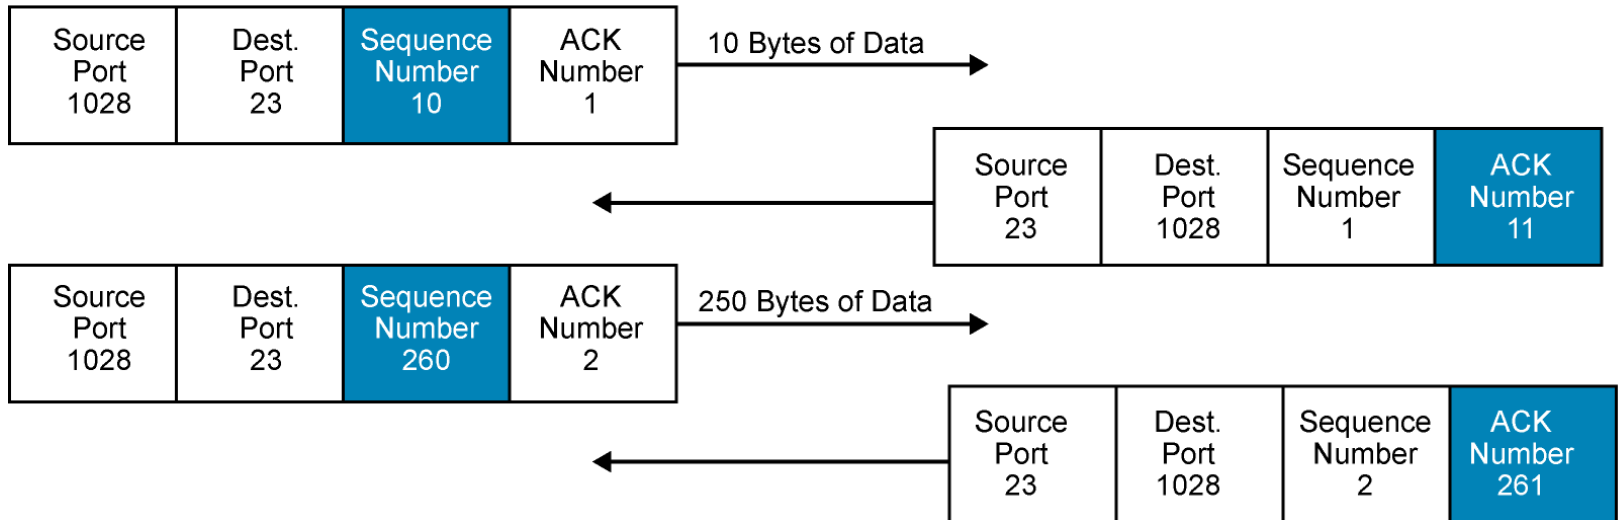 Source
Port
1028
Dest.
Port
23
Sequence
Number
10
ACK
Number
1
10 Bytes of Data
Source
Port
23
Dest.
Port
1028
Sequence
Number
1
ACK
Number
11
Source
Port
1028
Dest.
Port
23
Sequence
Number
260
ACK
Number
2
250 Bytes of Data
Source
Port
23
Dest.
Port
1028
Sequence
Number
2
ACK
Number
261